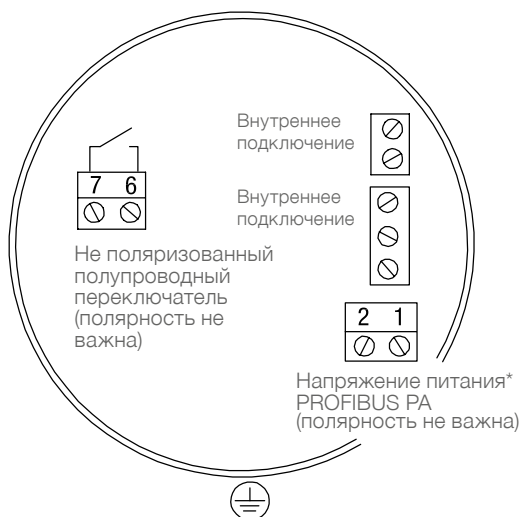 Внутреннее
подключение
7 6
Внутреннее
подключение
Не поляризованный
полупроводный
переключатель
(полярность не
важна)
2 1
Напряжение питания*
PROFIBUS PA
(полярность не важна)